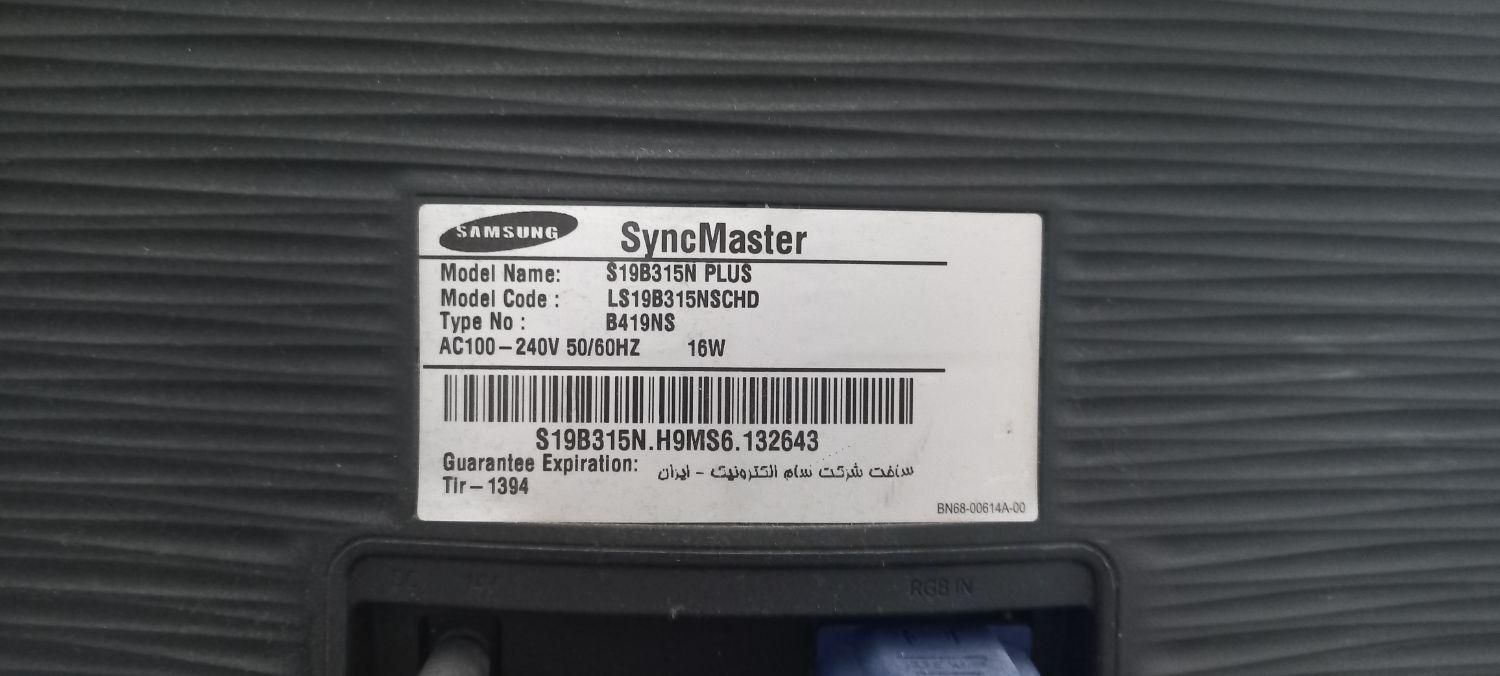 SAMSUNG SyncMaster
Model Name: S19B315N PLUS
Model Code : LS19B315NSCHD
Type No : B419NS
AC100-240V 50/60HZ 16W
S19B315N.H9MS6.132643
Guarantee Expiration: ساخت شرکت سام الکترونیک - ایران
Tir-1394
BN68-00614A-00
RGB IN